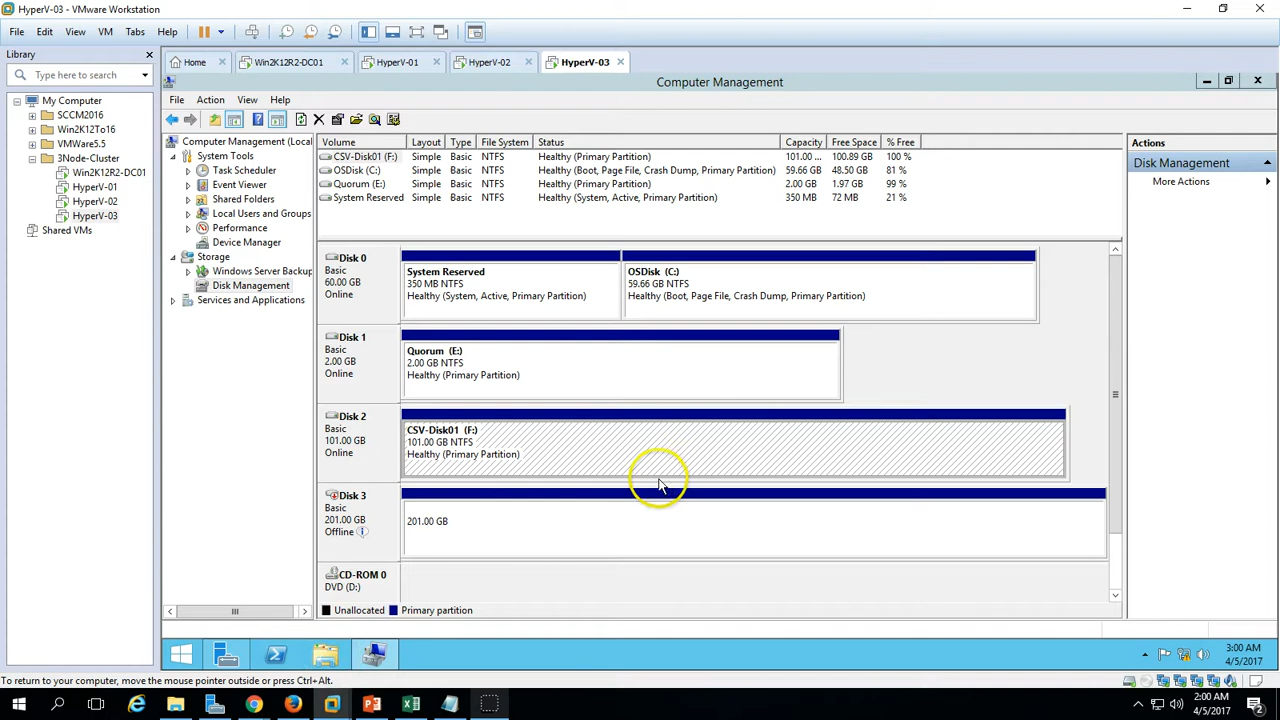 HyperV-03 - VMware Workstation
File Edit View VM Tabs Help
Library
Type here to search
My Computer
SCCM2016
Win2K12To16
VMware5.5
3Node-Cluster
Win2K12R2-DC01
HyperV-01
HyperV-02
HyperV-03
Shared VMs
Home Win2K12R2-DC01 HyperV-01 HyperV-02 HyperV-03
Computer Management
File Action View Help
Computer Management (Local
System Tools
Task Scheduler
Event Viewer
Shared Folders
Local Users and Groups
Performance
Device Manager
Storage
Windows Server Backup
Disk Management
Services and Applications
Volume Layout Type File System Status Capacity Free Space % Free
CSV-Disk01 (F:) Simple Basic NTFS Healthy (Primary Partition) 101.00 ... 100.89 GB 100 %
OSDisk (C:) Simple Basic NTFS Healthy (Boot, Page File, Crash Dump, Primary Partition) 59.66 GB 48.50 GB 81 %
Quorum (E:) Simple Basic NTFS Healthy (Primary Partition) 2.00 GB 1.97 GB 99 %
System Reserved Simple Basic NTFS Healthy (System, Active, Primary Partition) 350 MB 72 MB 21 %
Disk 0
Basic
60.00 GB
Online
System Reserved
350 MB NTFS
Healthy (System, Active, Primary Partition)
OSDisk (C:)
59.66 GB NTFS
Healthy (Boot, Page File, Crash Dump, Primary Partition)
Disk 1
Basic
2.00 GB
Online
Quorum (E:)
2.00 GB NTFS
Healthy (Primary Partition)
Disk 2
Basic
101.00 GB
Online
CSV-Disk01 (F:)
101.00 GB NTFS
Healthy (Primary Partition)
Disk 3
Basic
201.00 GB
Offline
201.00 GB
CD-ROM 0
DVD (D:)
Unallocated Primary partition
Actions
Disk Management
More Actions
3:00 AM
4/5/2017
To return to your computer, move the mouse pointer outside or press Ctrl+Alt.
2:00 AM
4/5/2017
2